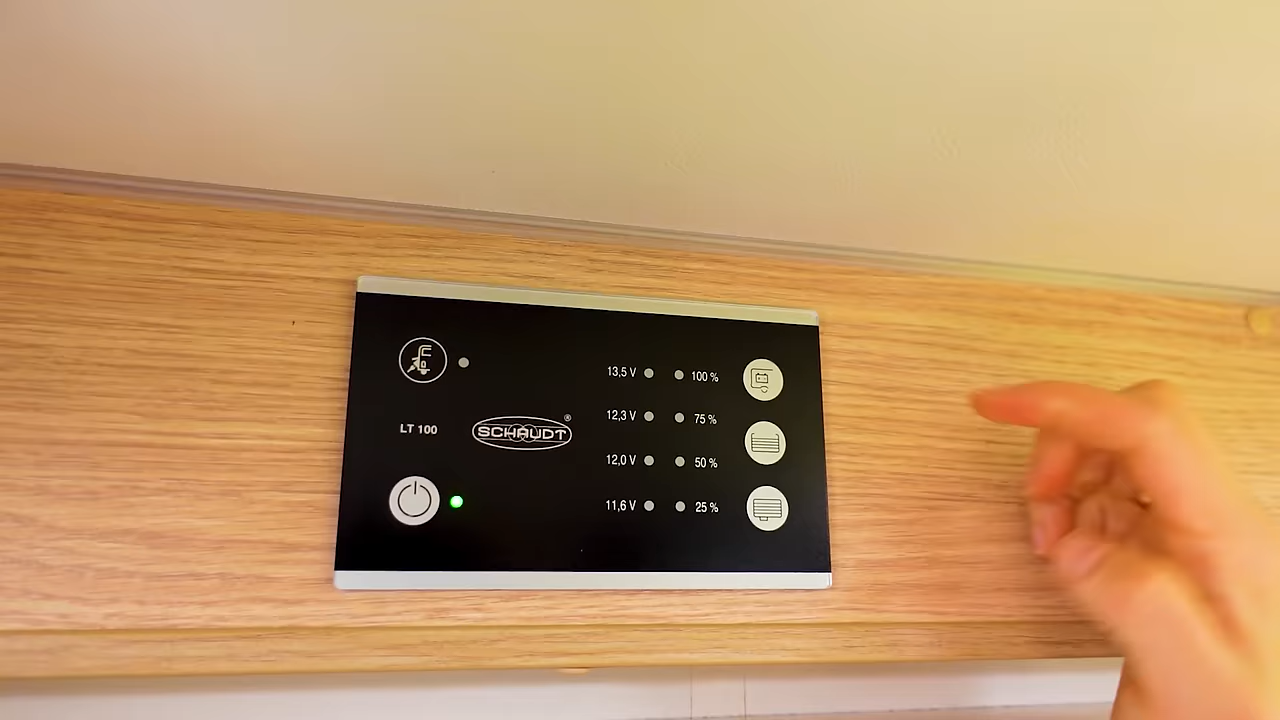 13,5 V 100 %
LT 100
SCHAUDT ®
12,3 V 75 %
12,0 V 50 %
11,6 V 25 %